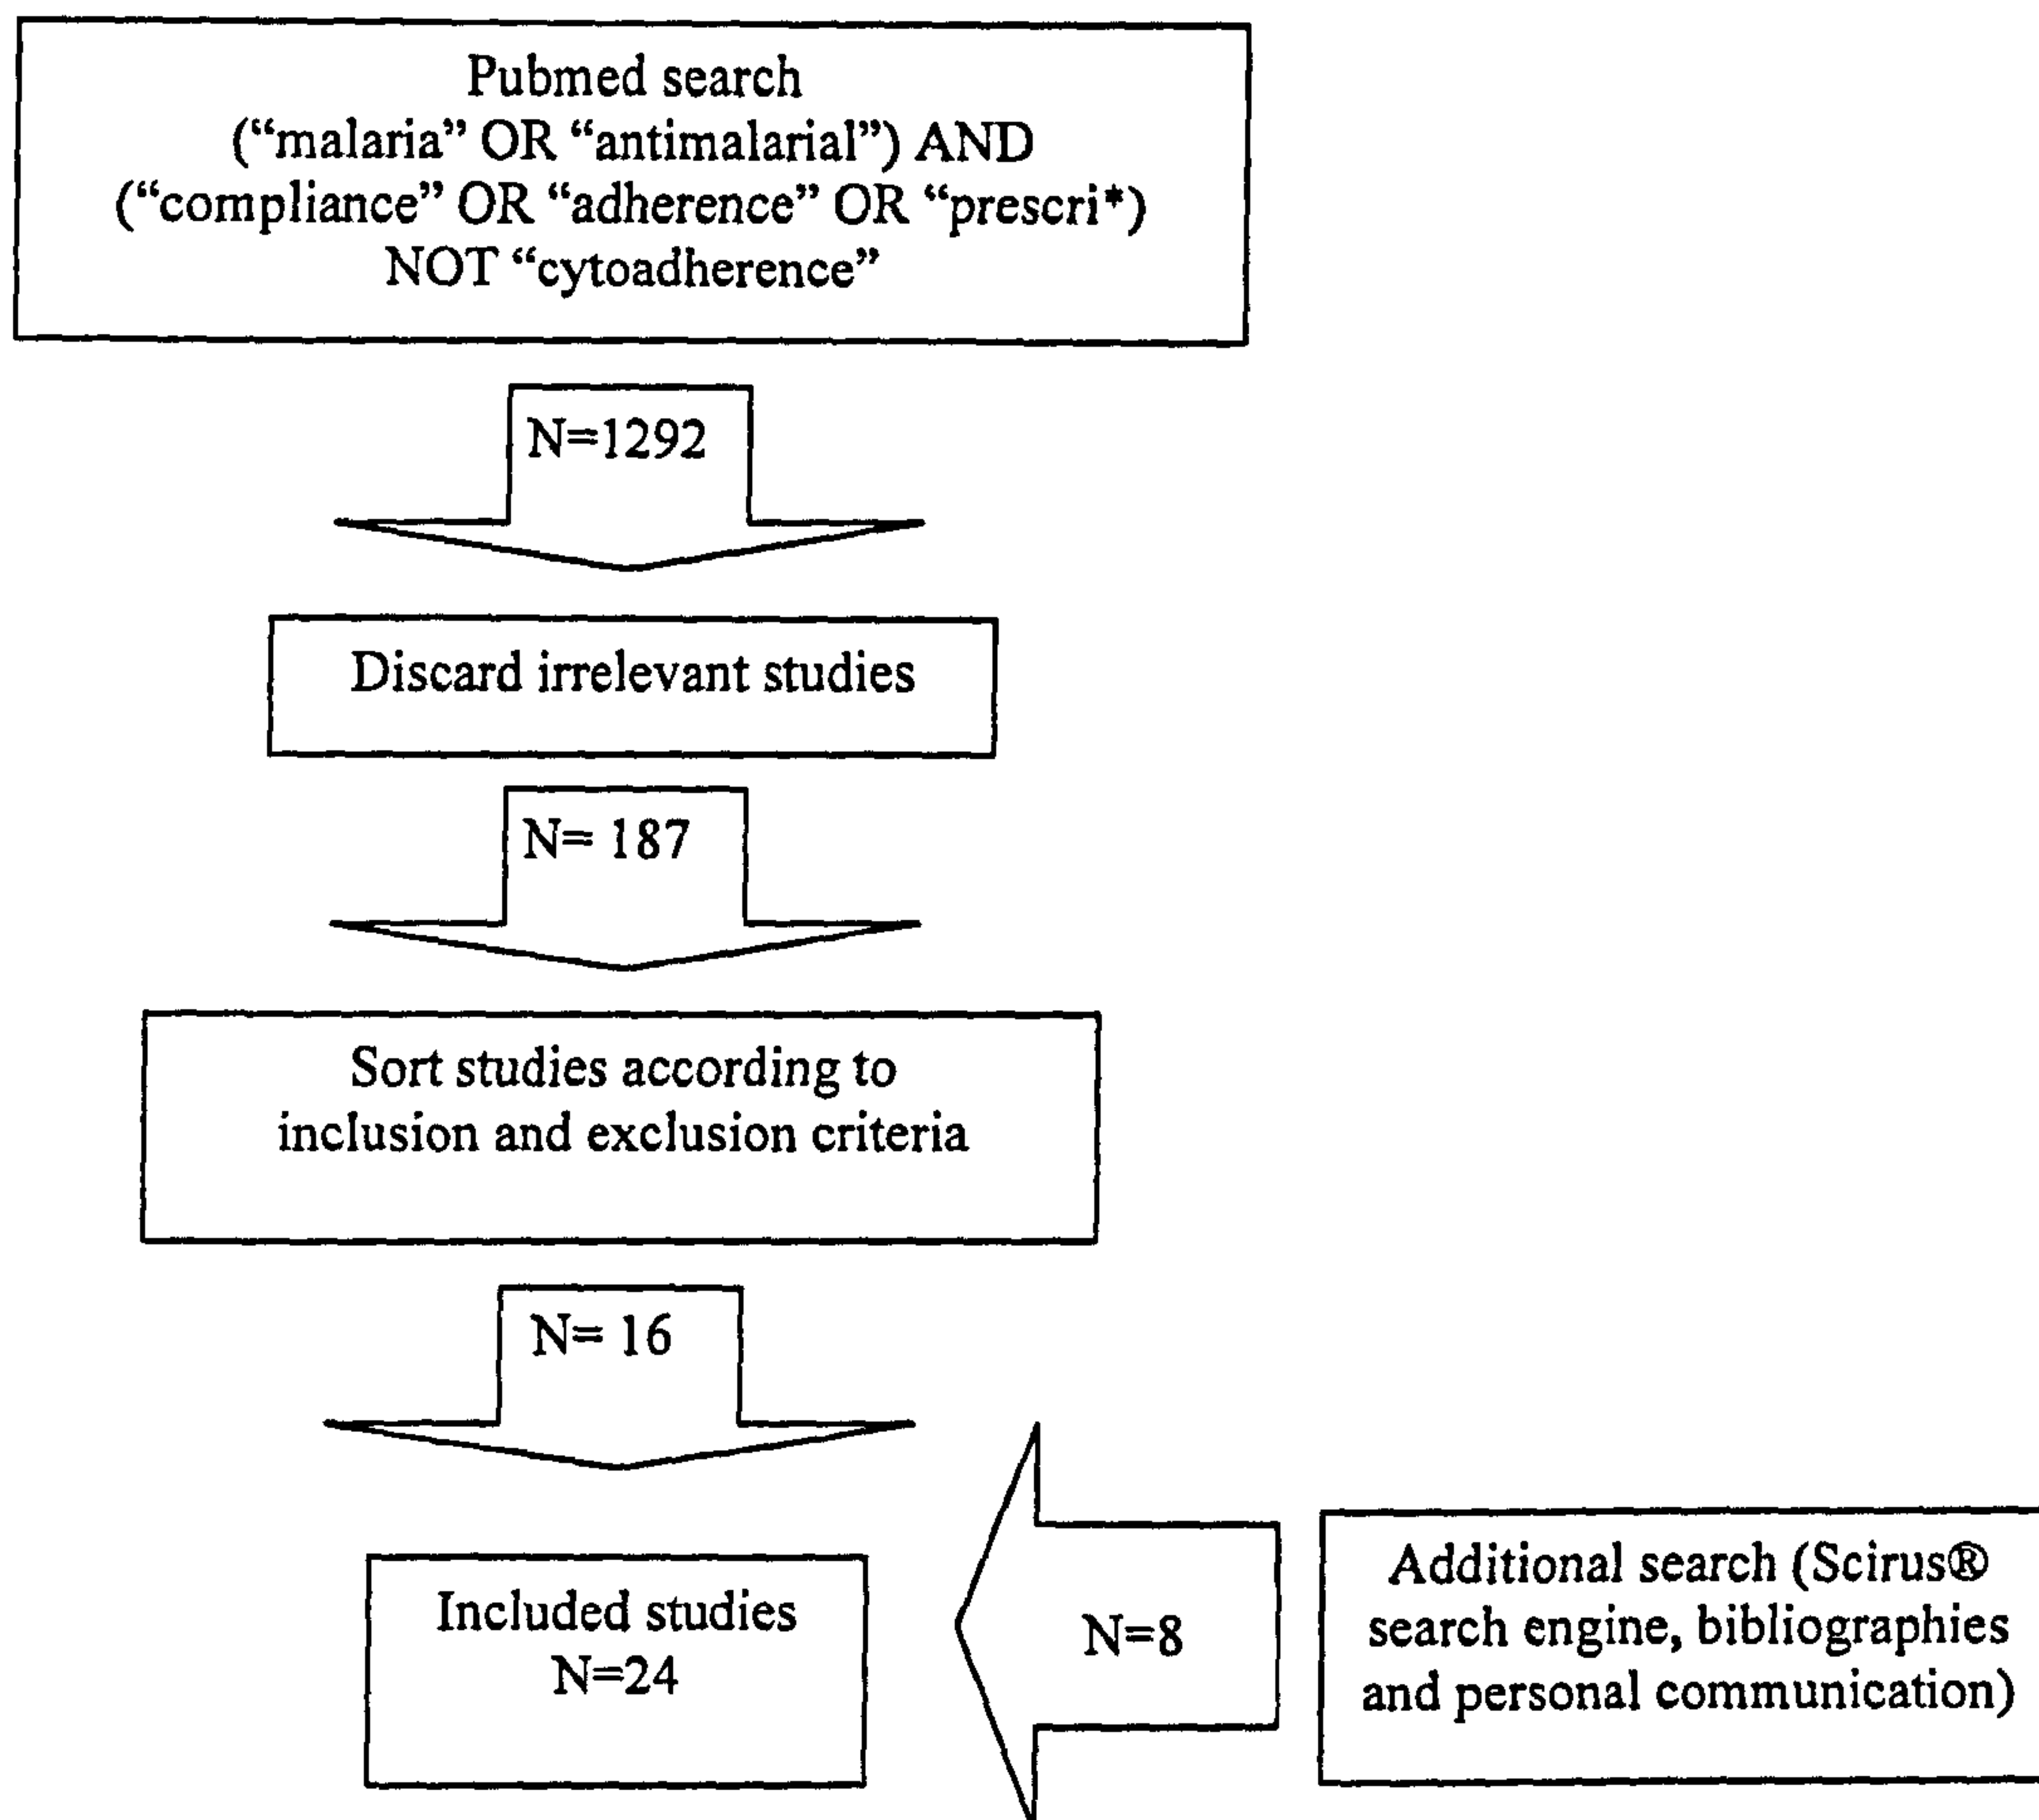 Pubmed search
(“malaria” OR “antimalarial”) AND
(“compliance” OR “adherence” OR “prescri*)
NOT “cytoadherence”
N=1292
Discard irrelevant studies
N= 187
Sort studies according to
inclusion and exclusion criteria
N= 16
Included studies
N=24
N=8
Additional search (Scirus®
search engine, bibliographies
and personal communication)